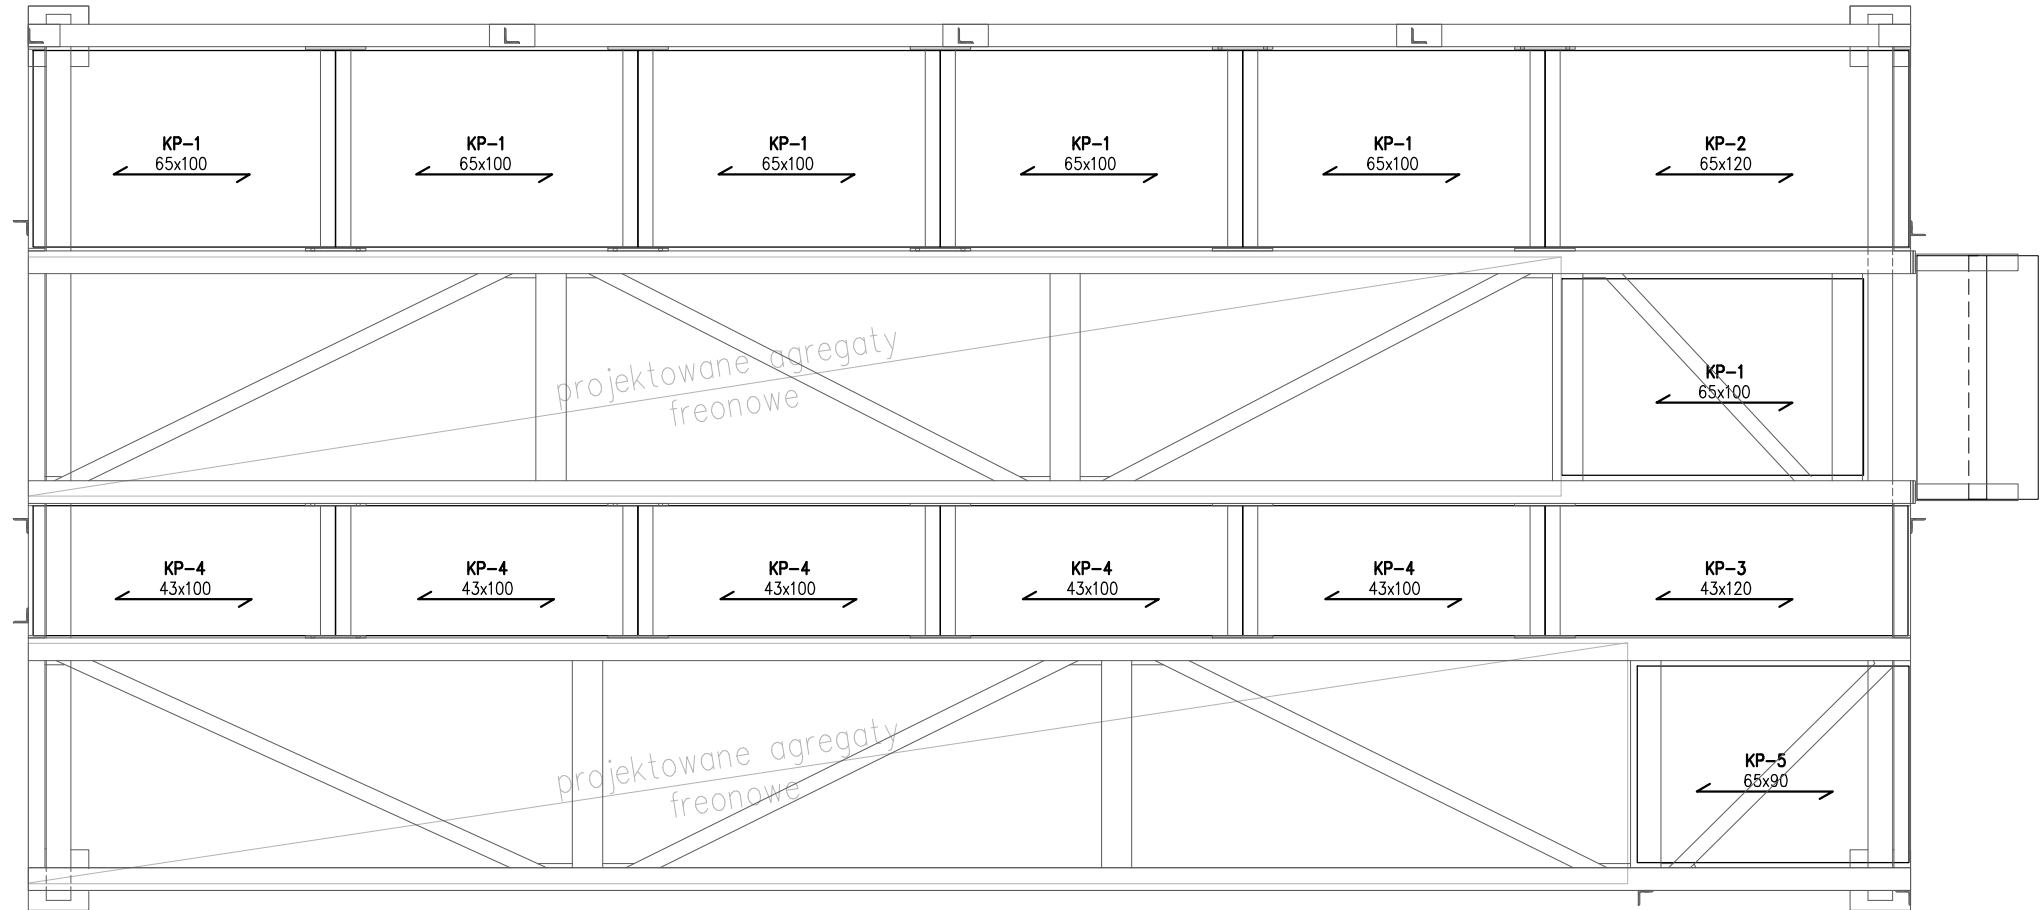 KP-1
65x100
KP-1
65x100
KP-1
65x100
KP-1
65x100
KP-1
65x100
KP-2
65x120
projektowane agregaty
freonowe
KP-1
65x100
KP-4
43x100
KP-4
43x100
KP-4
43x100
KP-4
43x100
KP-4
43x100
KP-3
43x120
projektowane agregaty
freonowe
KP-5
65x90